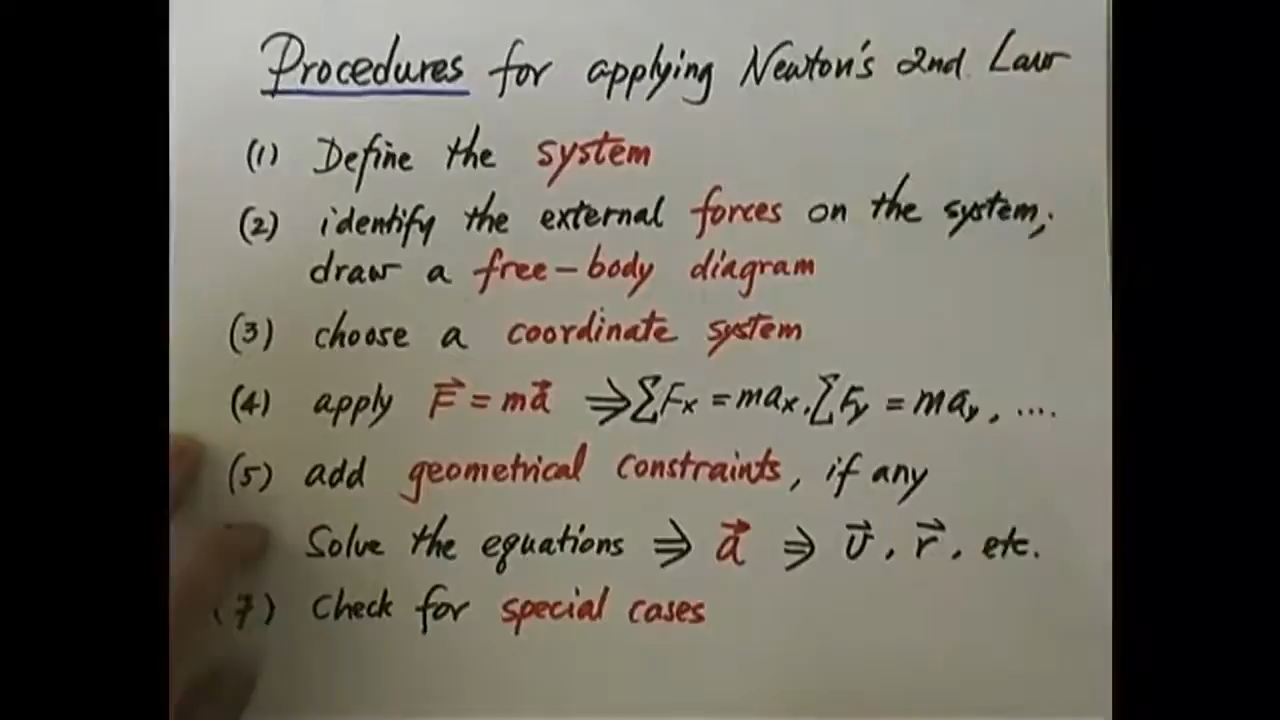 Procedures for applying Newton's 2nd Law
(1) Define the system
(2) identify the external forces on the system;
draw a free-body diagram
(3) choose a coordinate system
(4) apply F⃗ = ma⃗ ⇒ ∑Fx = max, ∑Fy = may, ....
(5) add geometrical constraints, if any
Solve the equations ⇒ a⃗ ⇒ v⃗, r⃗, etc.
(7) Check for special cases